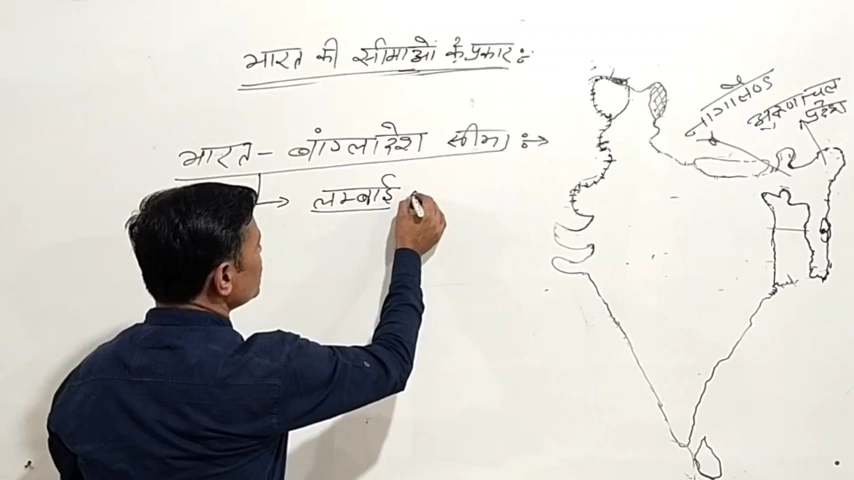 भारत की सीमाओं के प्रकार :-
भारत - बांग्लादेश सीमा :->
-> लम्बाई
नागालैण्ड
अरुणाचल
प्रदेश